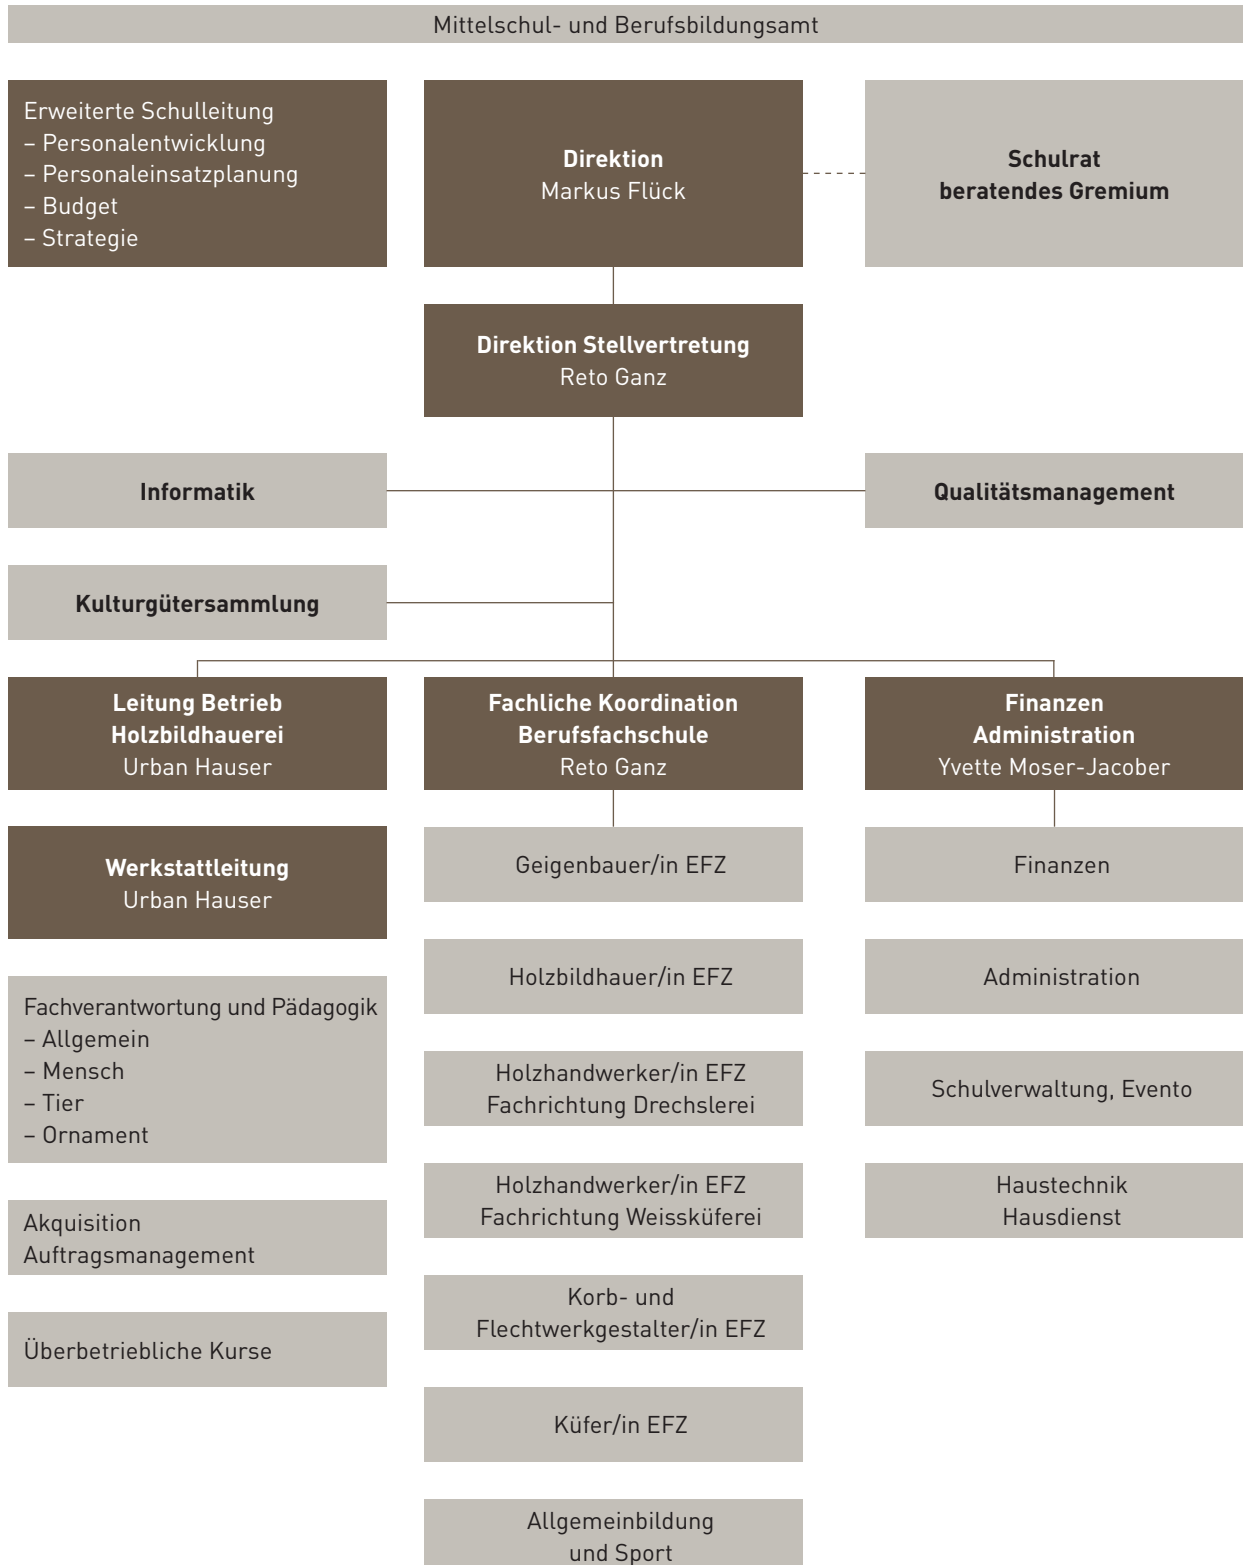 Mittelschul- und Berufsbildungsamt
Erweiterte Schulleitung
– Personalentwicklung
– Personaleinsatzplanung
– Budget
– Strategie
Direktion
Markus Flück
Schulrat
beratendes Gremium
Direktion Stellvertretung
Reto Ganz
Informatik
Qualitätsmanagement
Kulturgütersammlung
Leitung Betrieb
Holzbildhauerei
Urban Hauser
Fachliche Koordination
Berufsfachschule
Reto Ganz
Finanzen
Administration
Yvette Moser-Jacober
Werkstattleitung
Urban Hauser
Fachverantwortung und Pädagogik
– Allgemein
– Mensch
– Tier
– Ornament
Akquisition
Auftragsmanagement
Überbetriebliche Kurse
Geigenbauer/in EFZ
Holzbildhauer/in EFZ
Holzhandwerker/in EFZ
Fachrichtung Drechslerei
Holzhandwerker/in EFZ
Fachrichtung Weissküferei
Korb- und
Flechtwerkgestalter/in EFZ
Küfer/in EFZ
Allgemeinbildung
und Sport
Finanzen
Administration
Schulverwaltung, Evento
Haustechnik
Hausdienst